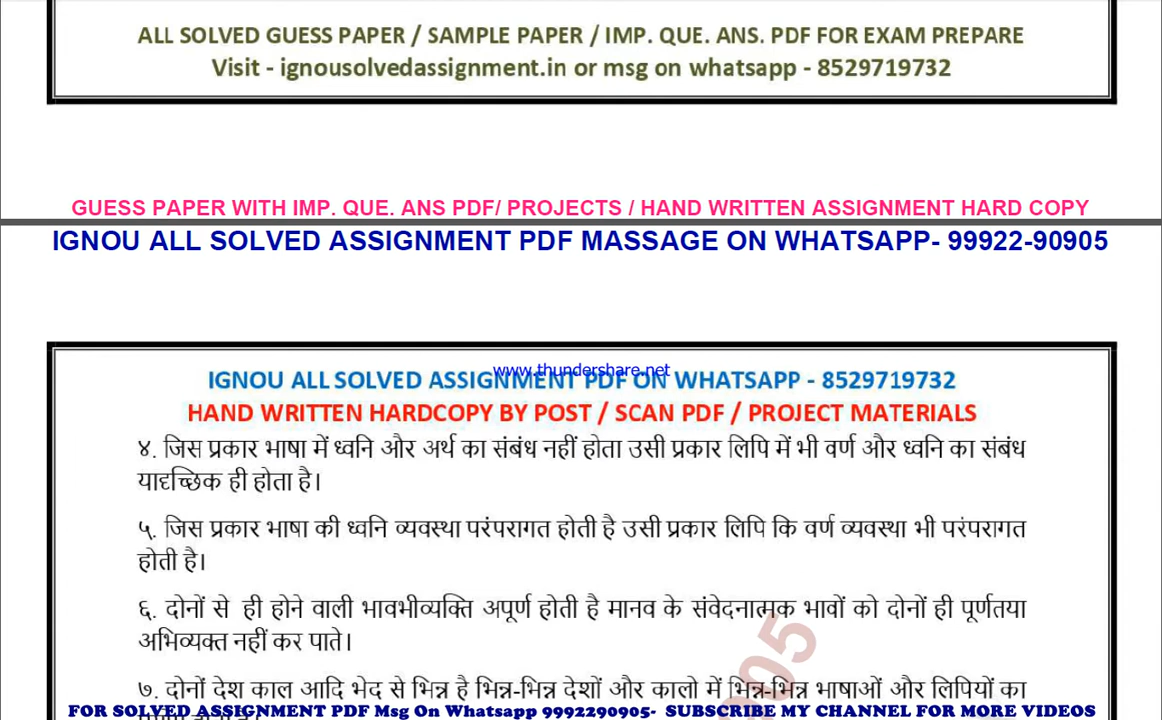 ALL SOLVED GUESS PAPER / SAMPLE PAPER / IMP. QUE. ANS. PDF FOR EXAM PREPARE
Visit - ignousolvedassignment.in or msg on whatsapp - 8529719732
GUESS PAPER WITH IMP. QUE. ANS PDF/ PROJECTS / HAND WRITTEN ASSIGNMENT HARD COPY
IGNOU ALL SOLVED ASSIGNMENT PDF MASSAGE ON WHATSAPP- 99922-90905
www.thundershare.net
IGNOU ALL SOLVED ASSIGNMENT PDF ON WHATSAPP - 8529719732
HAND WRITTEN HARDCOPY BY POST / SCAN PDF / PROJECT MATERIALS
४. जिस प्रकार भाषा में ध्वनि और अर्थ का संबंध नहीं होता उसी प्रकार लिपि में भी वर्ण और ध्वनि का संबंध
यादृच्छिक ही होता है।
५. जिस प्रकार भाषा की ध्वनि व्यवस्था परंपरागत होती है उसी प्रकार लिपि कि वर्ण व्यवस्था भी परंपरागत
होती है।
६. दोनों से ही होने वाली भावभीव्यक्ति अपूर्ण होती है मानव के संवेदनात्मक भावों को दोनों ही पूर्णतया
अभिव्यक्त नहीं कर पाते।
७. दोनों देश काल आदि भेद से भिन्न है भिन्न-भिन्न देशों और कालो में भिन्न-भिन्न भाषाओं और लिपियों का
FOR SOLVED ASSIGNMENT PDF Msg On Whatsapp 9992290905- SUBSCRIBE MY CHANNEL FOR MORE VIDEOS
905